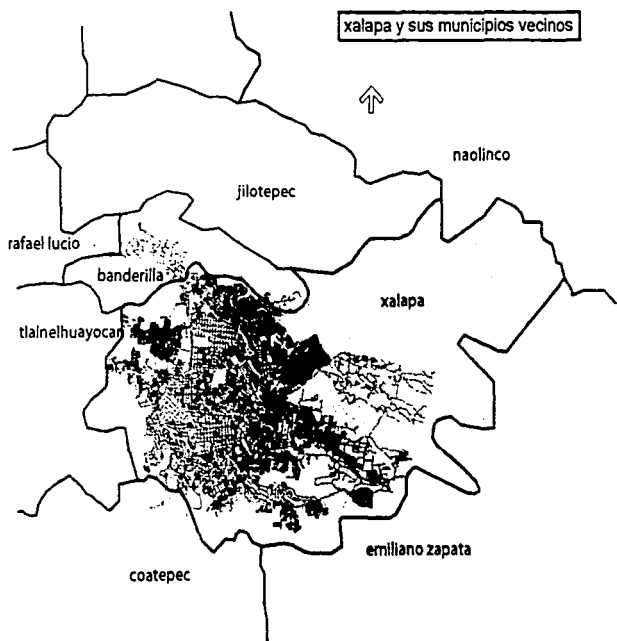 xalapa y sus municipios vecinos
naolinco
jilotepec
rafael lucio
banderilla
xalapa
tlalnelhuayocan
emiliano zapata
coatepec